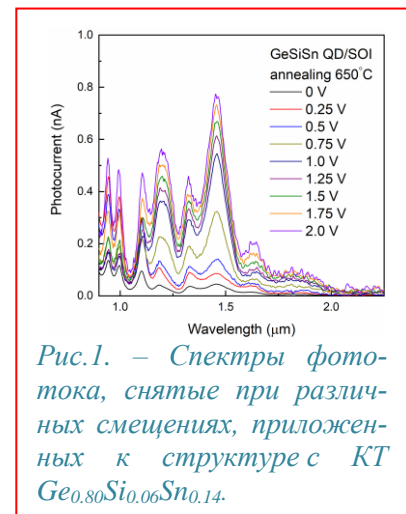 1.0
0.8
0.6
0.4
0.2
0.0
Photocurrent (nA)
GeSiSn QD/SOI
annealing 650°C
0 V
0.25 V
0.5 V
0.75 V
1.0 V
1.25 V
1.5 V
1.75 V
2.0 V
1.0 1.5 2.0
Wavelength (μm)
Рис.1. – Спектры фото-
тока, снятые при различ-
ных смещениях, приложен-
ных к структуре с КТ
Ge0.80Si0.06Sn0.14.